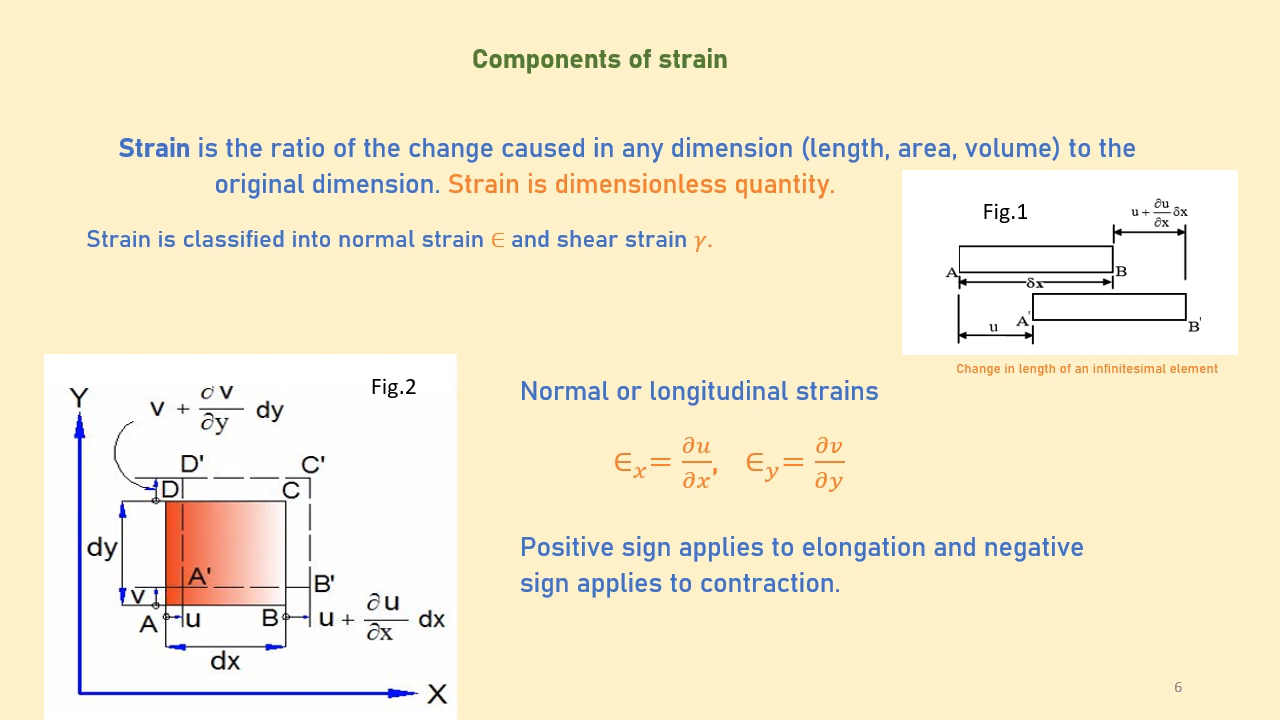 Components of strain
Strain is the ratio of the change caused in any dimension (length, area, volume) to the
original dimension. Strain is dimensionless quantity.
Strain is classified into normal strain ∈ and shear strain γ.
Fig.1
u + ∂u/∂x δx
A
B
δx
u
A'
B'
Change in length of an infinitesimal element
Fig.2
Y
v + ∂v/∂y dy
D'
C'
D
C
dy
A'
B'
v
A
u
B
u + ∂u/∂x dx
dx
X
Normal or longitudinal strains
∈x = ∂u/∂x, ∈y = ∂v/∂y
Positive sign applies to elongation and negative
sign applies to contraction.
6